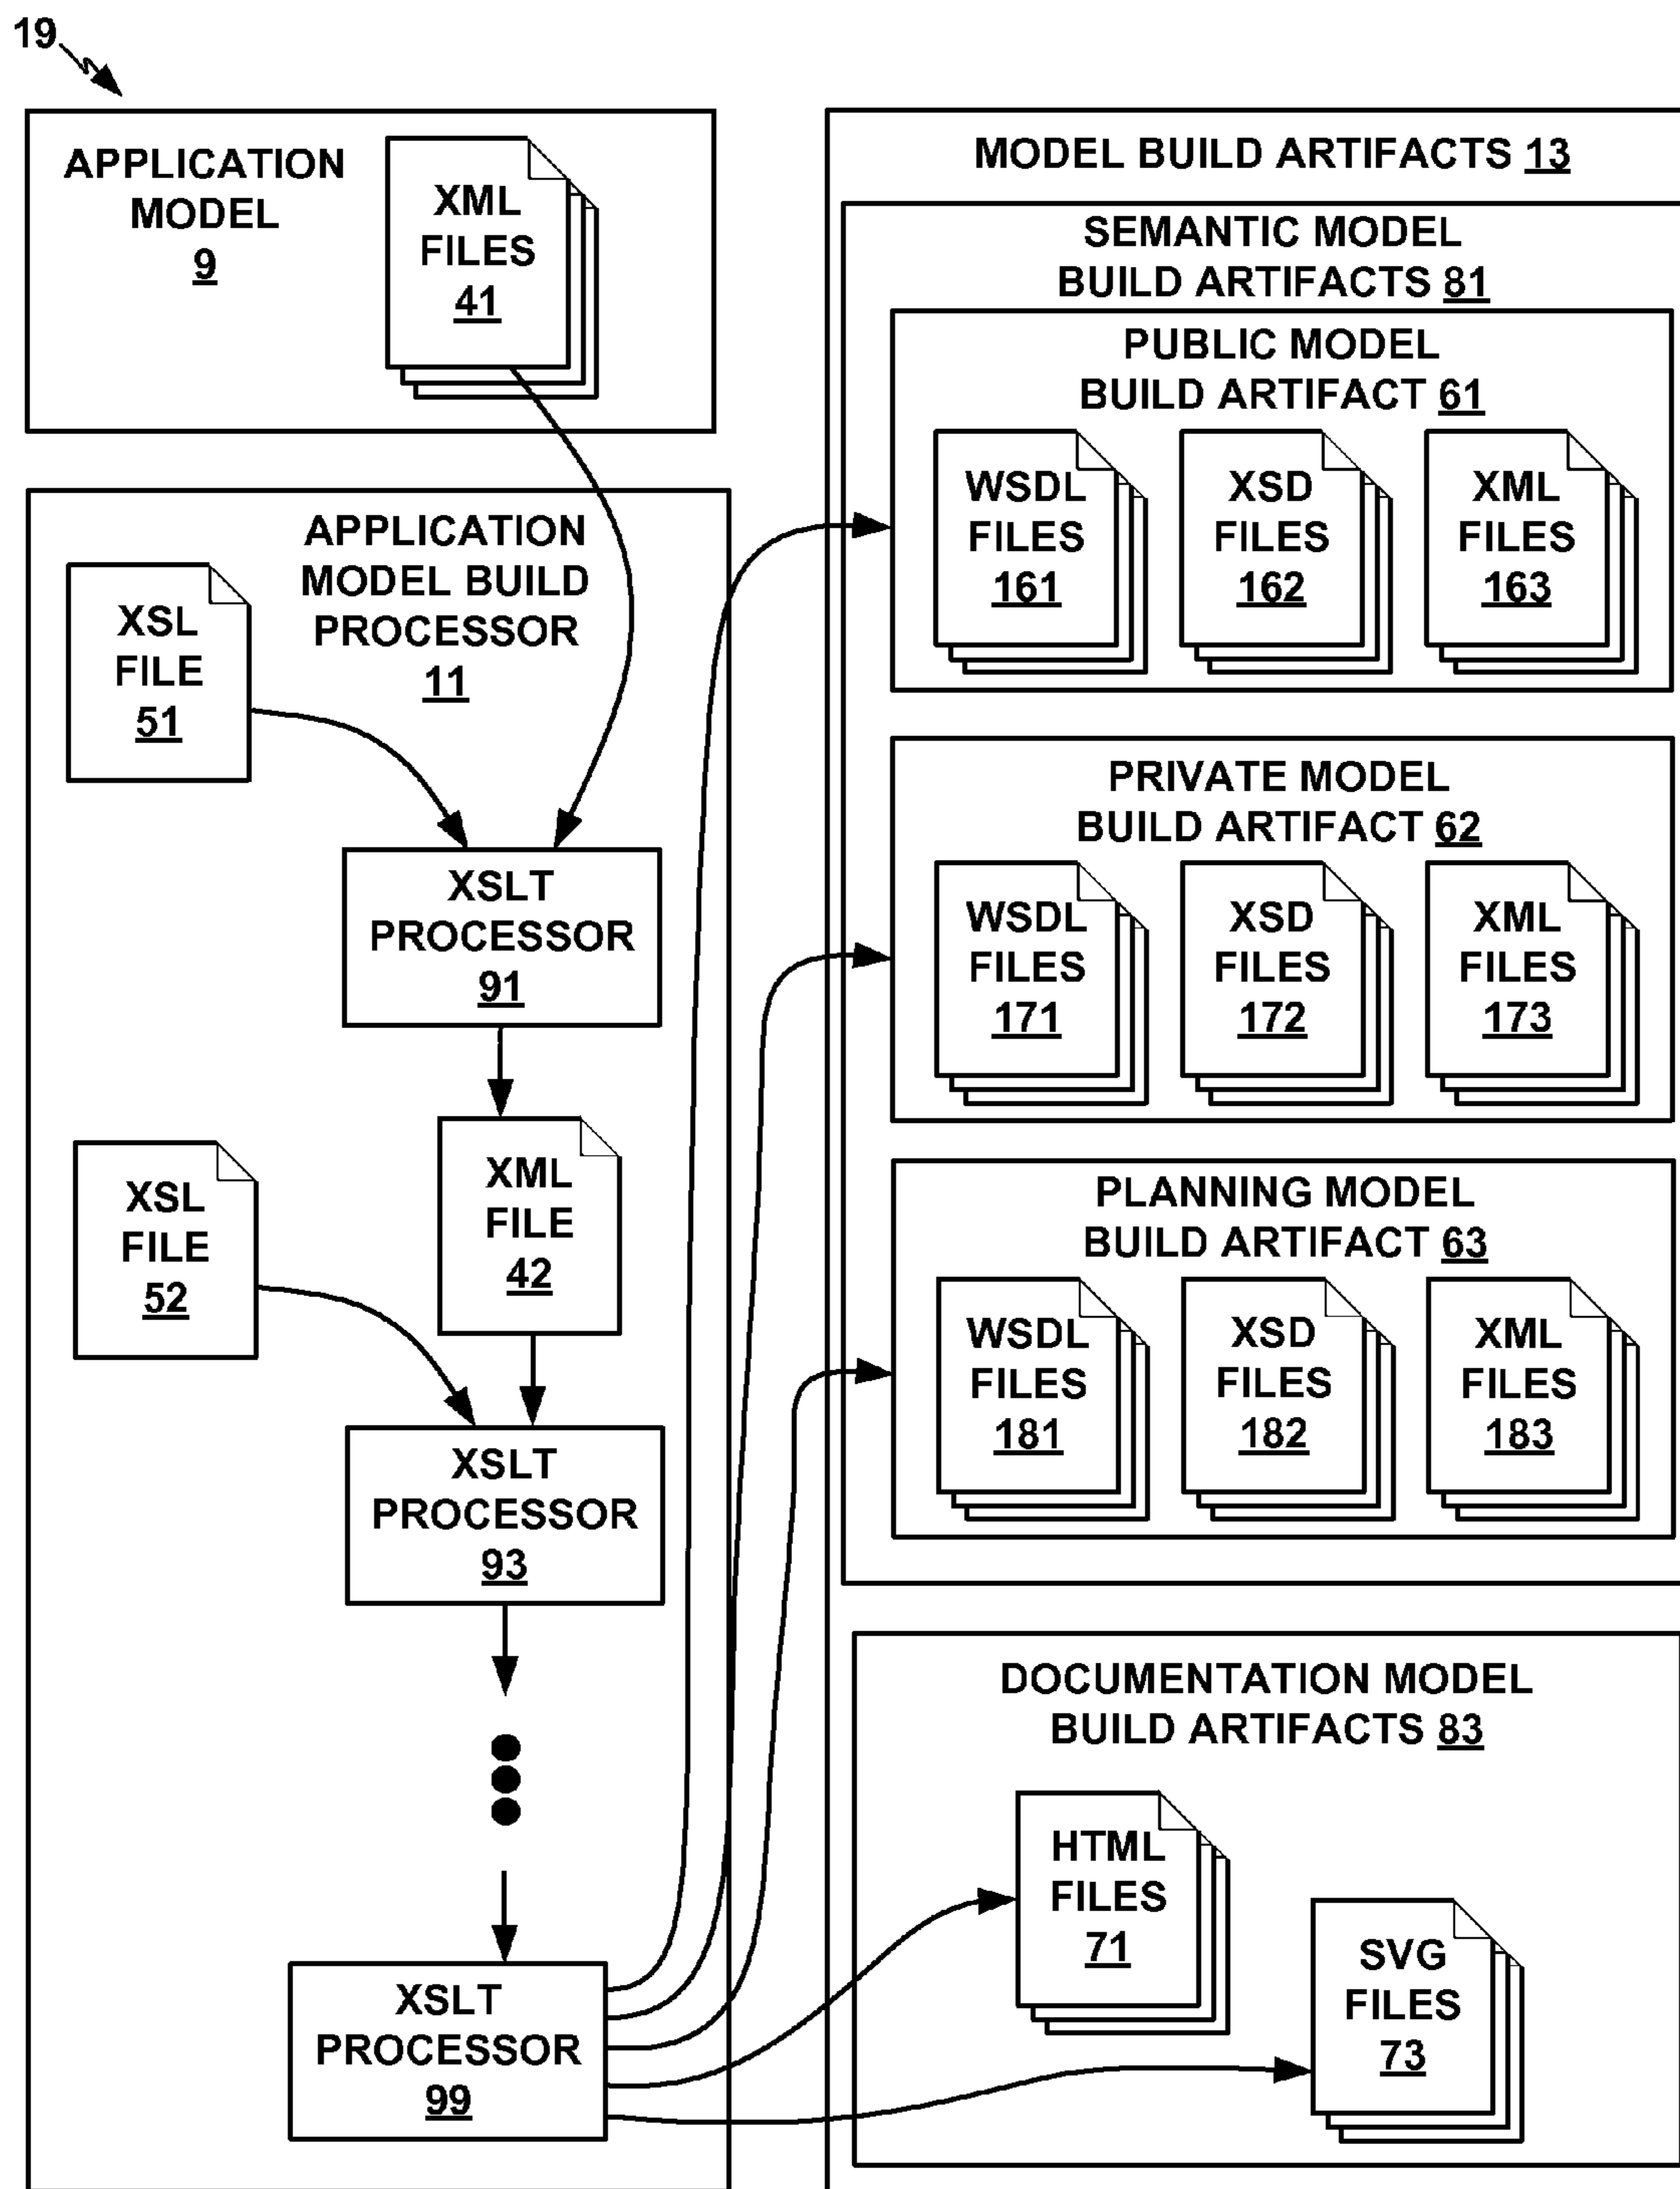 19
APPLICATION
MODEL
9
XML
FILES
41
APPLICATION
MODEL BUILD
PROCESSOR
11
XSL
FILE
51
XSLT
PROCESSOR
91
XML
FILE
42
XSL
FILE
52
XSLT
PROCESSOR
93
XSLT
PROCESSOR
99
MODEL BUILD ARTIFACTS 13
SEMANTIC MODEL
BUILD ARTIFACTS 81
PUBLIC MODEL
BUILD ARTIFACT 61
WSDL
FILES
161
XSD
FILES
162
XML
FILES
163
PRIVATE MODEL
BUILD ARTIFACT 62
WSDL
FILES
171
XSD
FILES
172
XML
FILES
173
PLANNING MODEL
BUILD ARTIFACT 63
WSDL
FILES
181
XSD
FILES
182
XML
FILES
183
DOCUMENTATION MODEL
BUILD ARTIFACTS 83
HTML
FILES
71
SVG
FILES
73